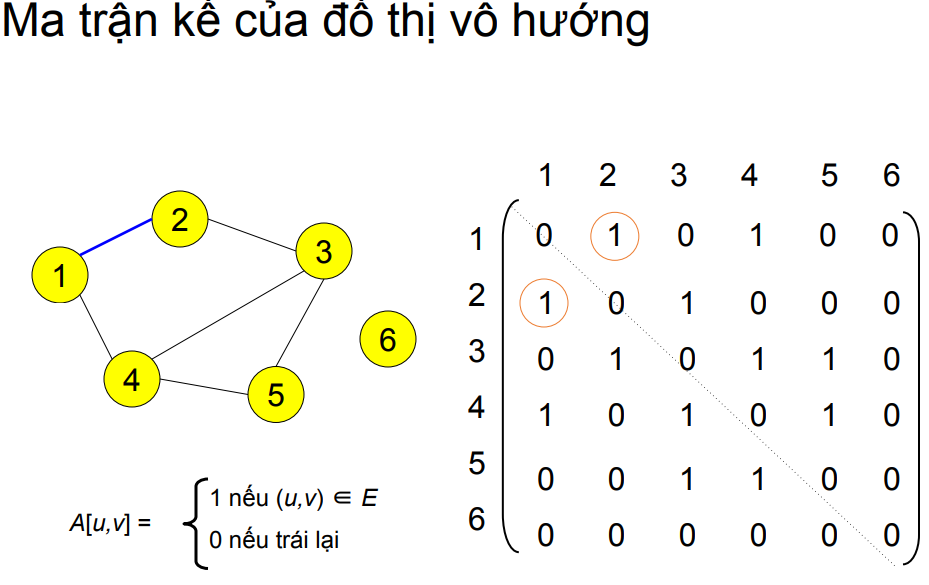 Ma trận kề của đồ thị vô hướng
2
3
1
6
4
5
A[u,v] =
1 nếu (u,v) ∈ E
0 nếu trái lại
1 2 3 4 5 6
1 0 1 0 1 0 0
2 1 0 1 0 0 0
3 0 1 0 1 1 0
4 1 0 1 0 1 0
5 0 0 1 1 0 0
6 0 0 0 0 0 0